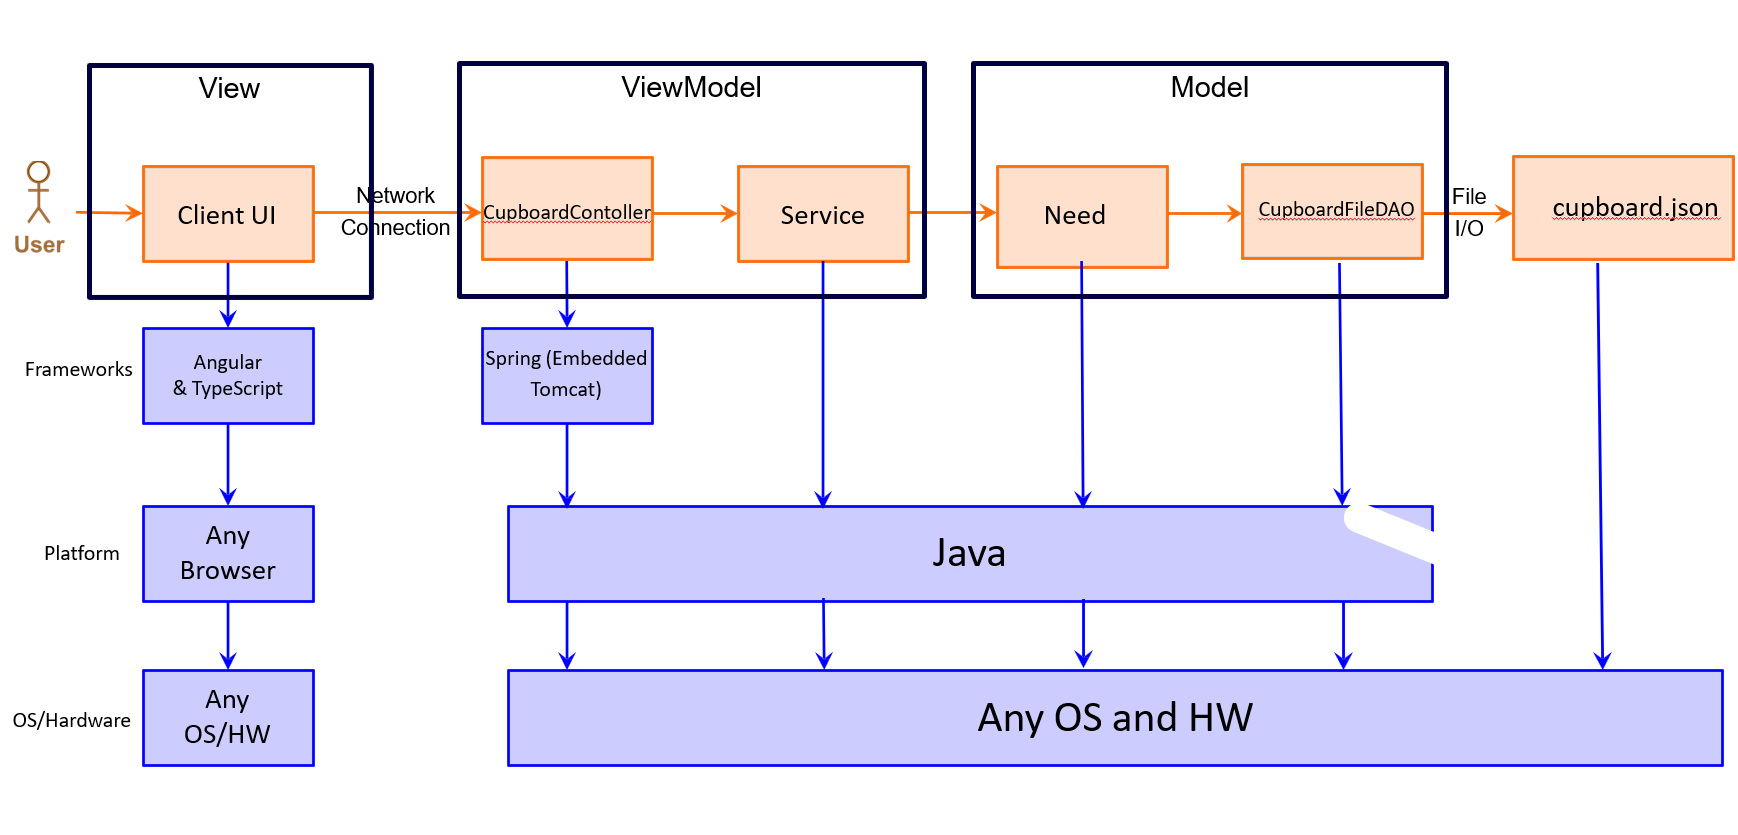 View
ViewModel
Model
User
Client UI
Network
Connection
CupboardContoller
Service
Need
CupboardFileDAO
File
I/O
cupboard.json
Frameworks
Angular
& TypeScript
Spring (Embedded
Tomcat)
Platform
Any
Browser
Java
OS/Hardware
Any
OS/HW
Any OS and HW